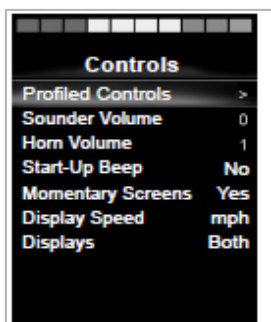 Controls
Profiled Controls >
Sounder Volume 0
Horn Volume 1
Start-Up Beep No
Momentary Screens Yes
Display Speed mph
Displays Both